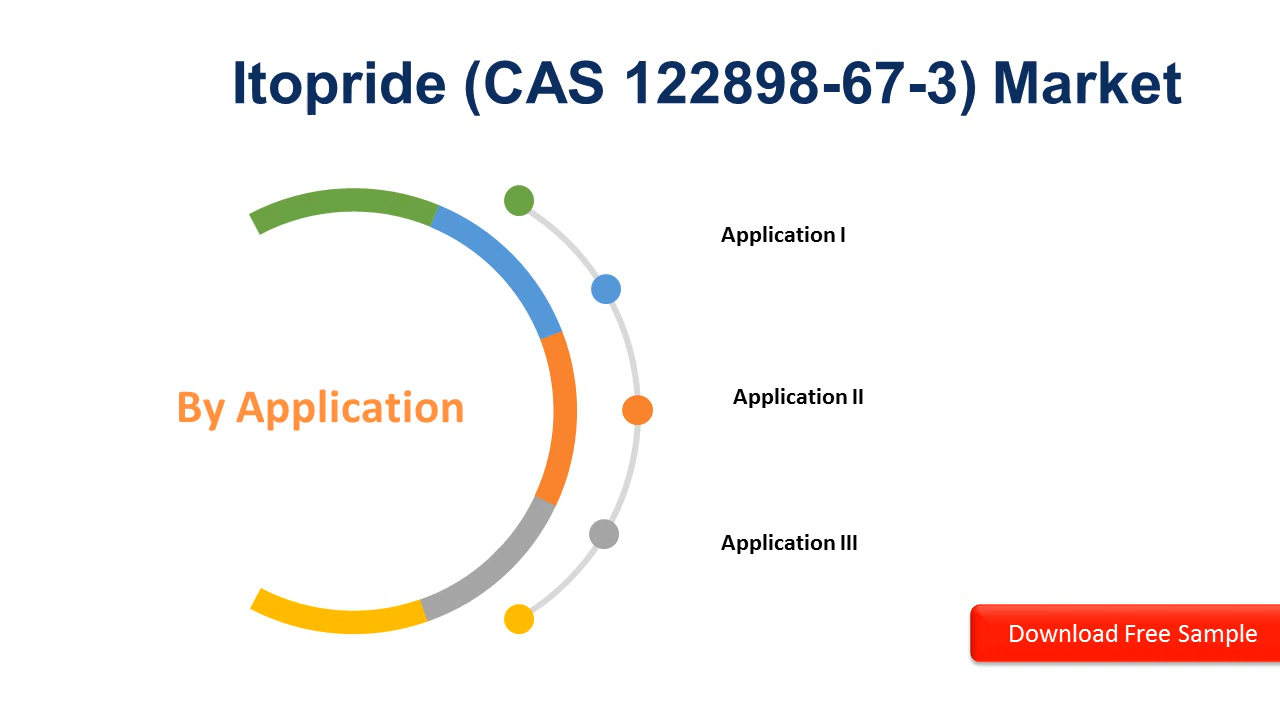 Itopride (CAS 122898-67-3) Market
Application I
By Application
Application II
Application III
Download Free Sample